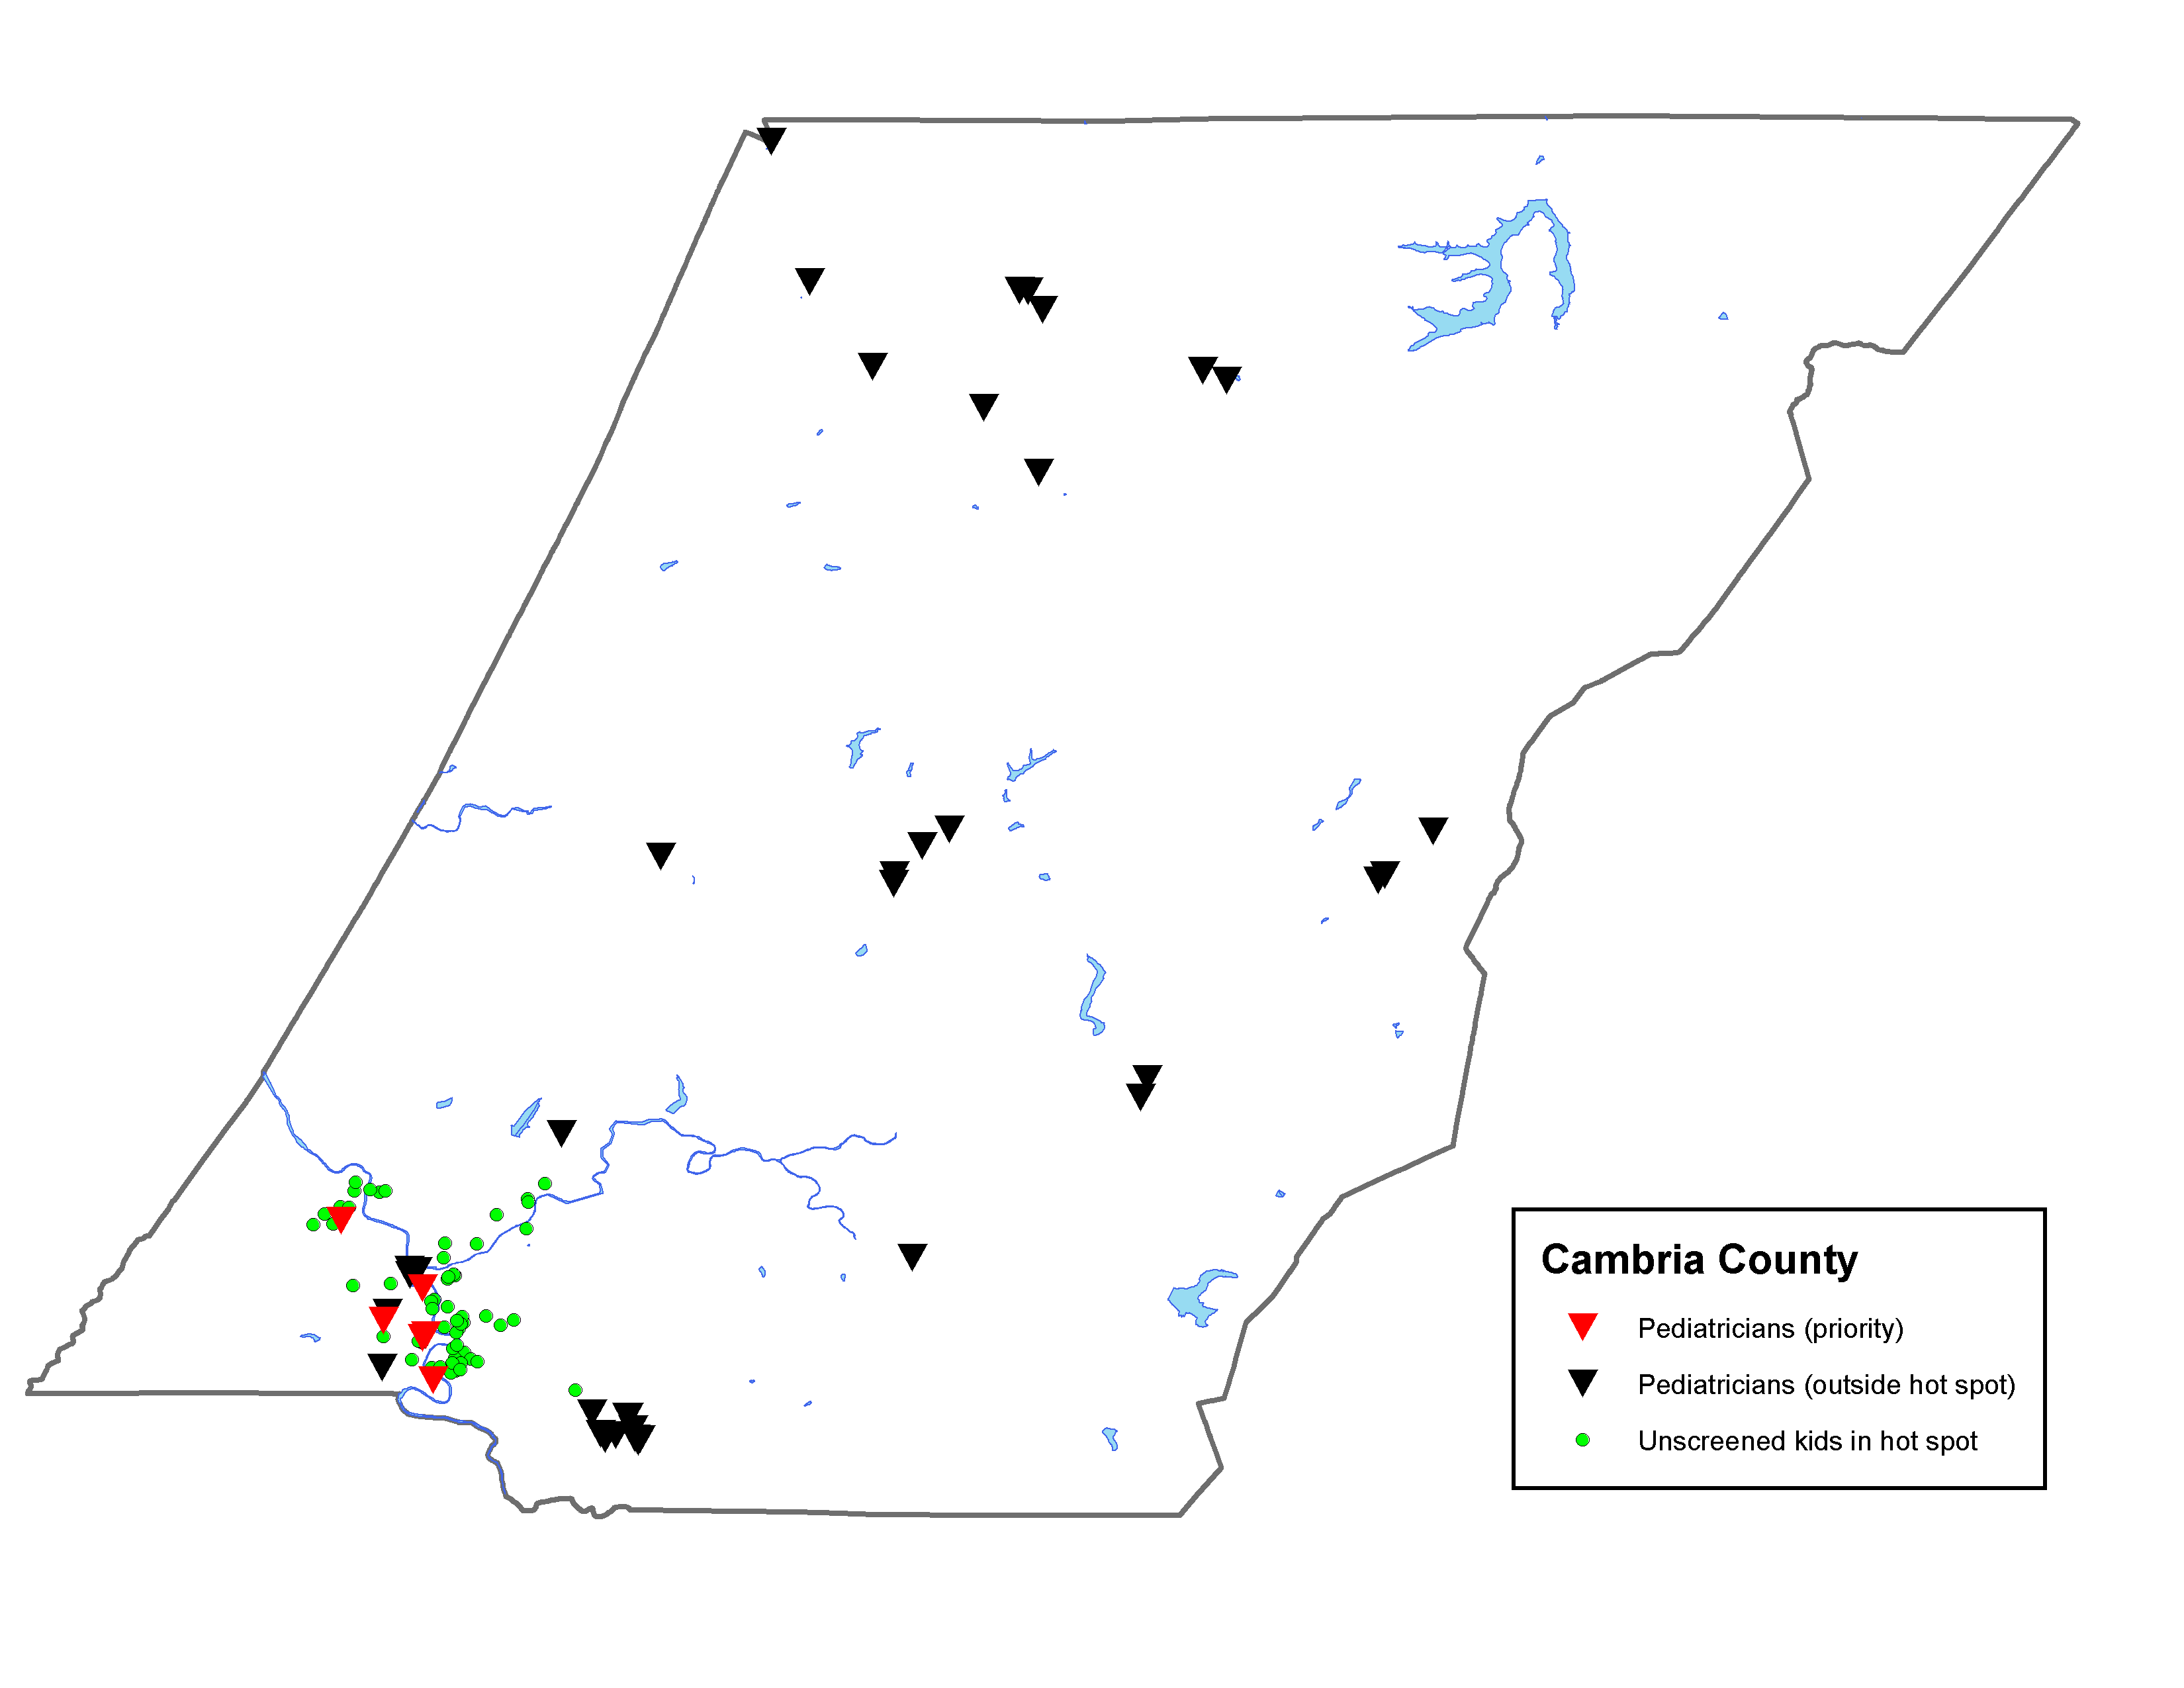 Cambria County
Pediatricians (priority)
Pediatricians (outside hot spot)
Unscreened kids in hot spot